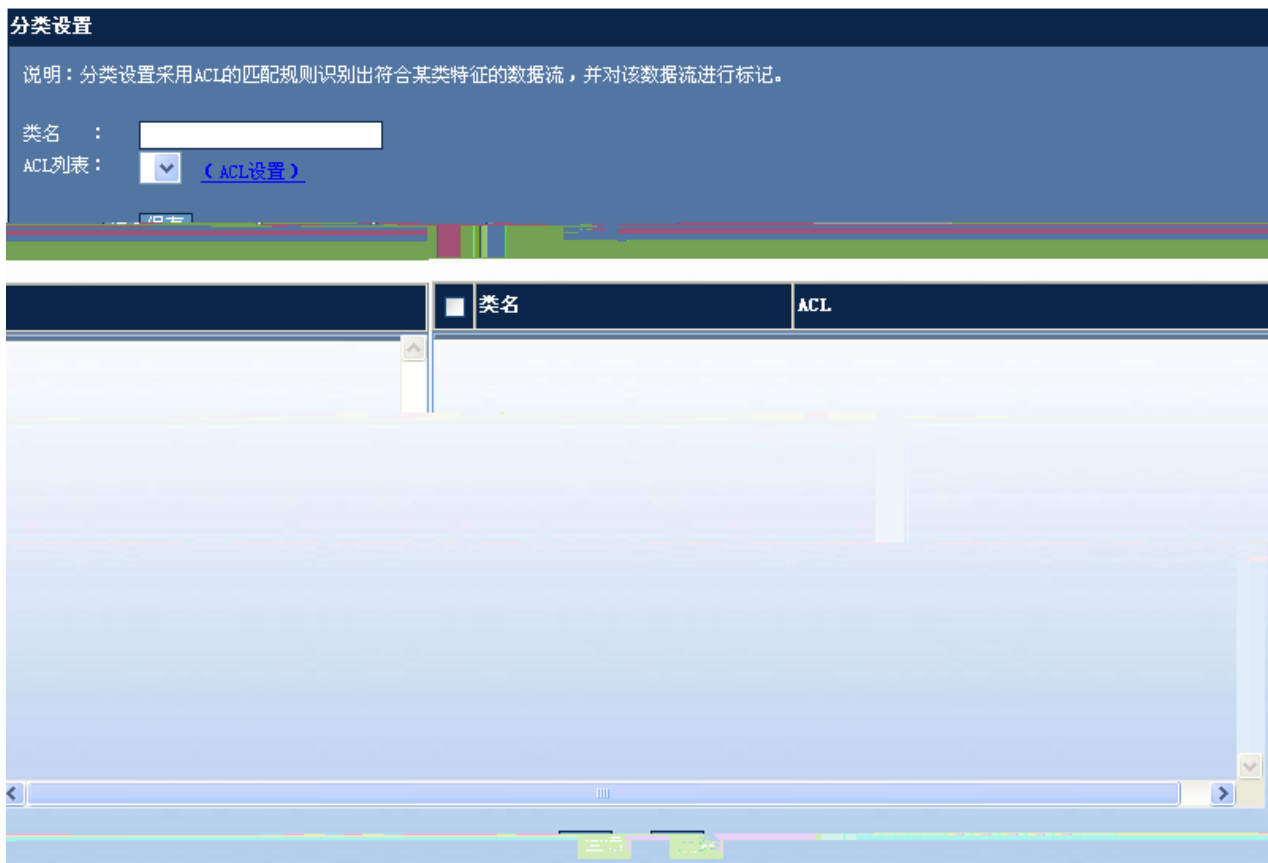 分类设置
说明：分类设置采用ACL的匹配规则识别出符合某类特征的数据流，并对该数据流进行标记。
类名 ：
ACL列表： （ACL设置）
保存
类名 ACL